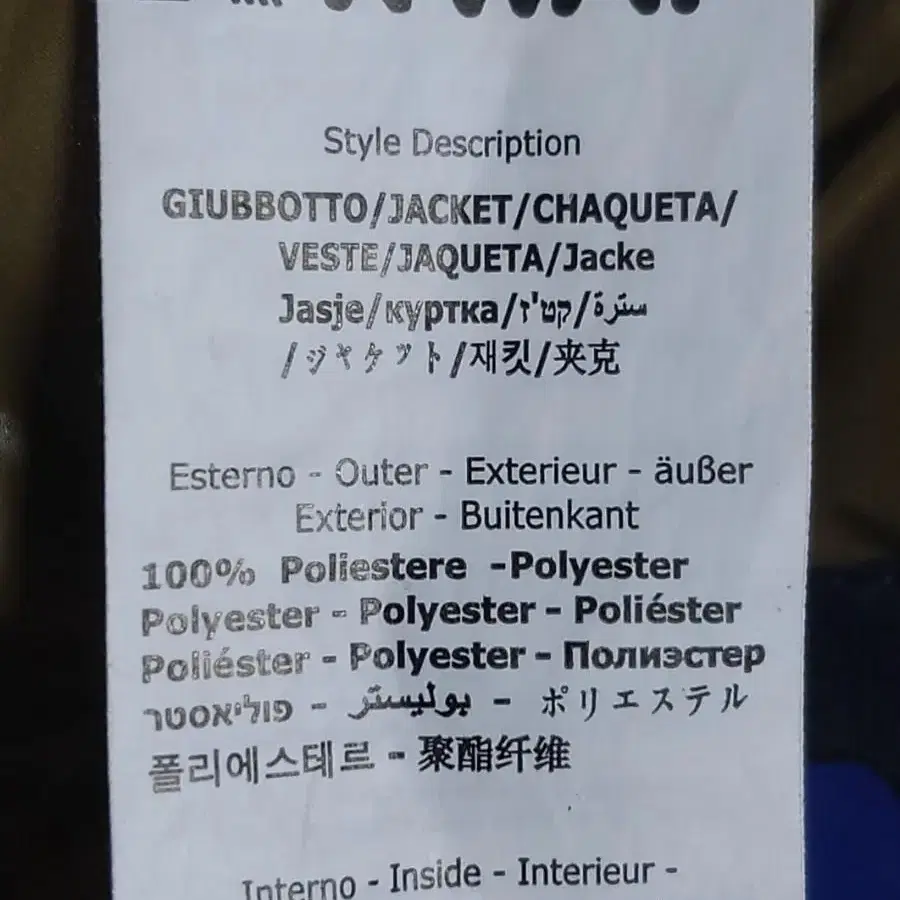 Style Description
GIUBBOTTO/JACKET/CHAQUETA/
VESTE/JAQUETA/Jacke
Jasje/куртка/קט'ז/سترة
/ジャケット/재킷/夹克
Esterno - Outer - Exterieur - äußer
Exterior - Buitenkant
100% Poliestere -Polyester
Polyester - Polyester - Poliéster
Poliéster - Polyester - Полиэстер
פוליאסטר - بوليستر - ポリエステル
폴리에스테르 - 聚酯纤维
Interno - Inside - Interieur -